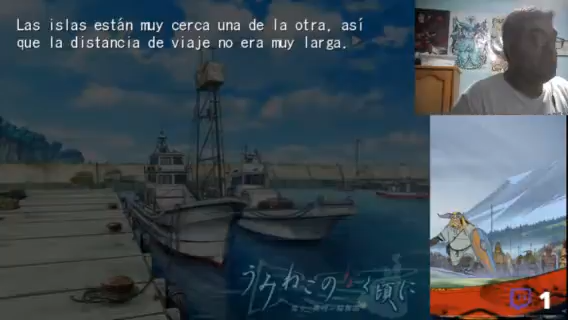 Las islas están muy cerca una de la otra, así
que la distancia de viaje no era muy larga.
うみねこのく頃に
1